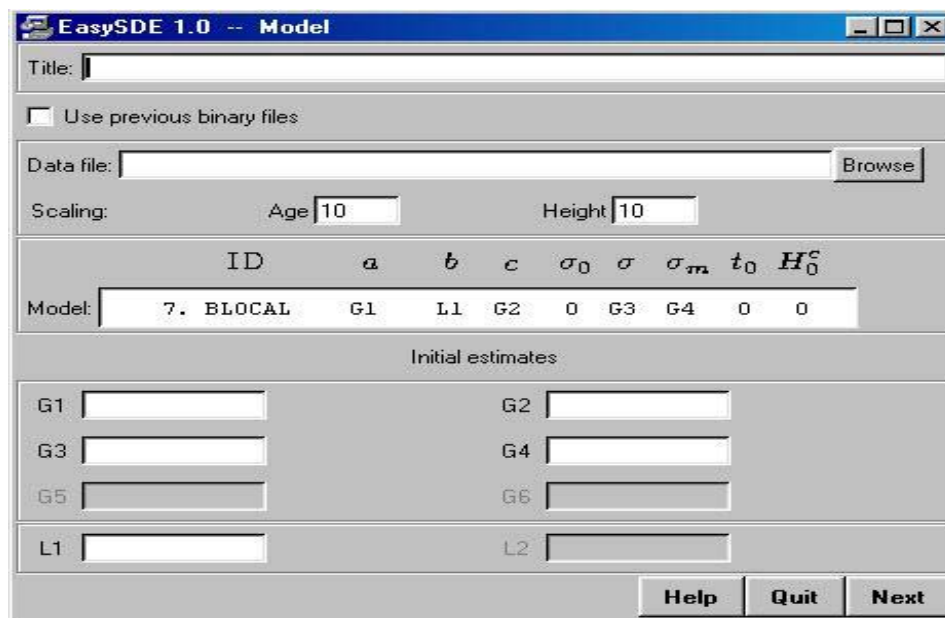 EasySDE 1.0 -- Model
Title:
Use previous binary files
Data file: Browse
Scaling: Age 10 Height 10
ID a b c σ₀ σ σₘ t₀ H₀ᶜ
Model: 7. BLOCAL G1 L1 G2 0 G3 G4 0 0
Initial estimates
G1 G2
G3 G4
G5 G6
L1 L2
Help Quit Next